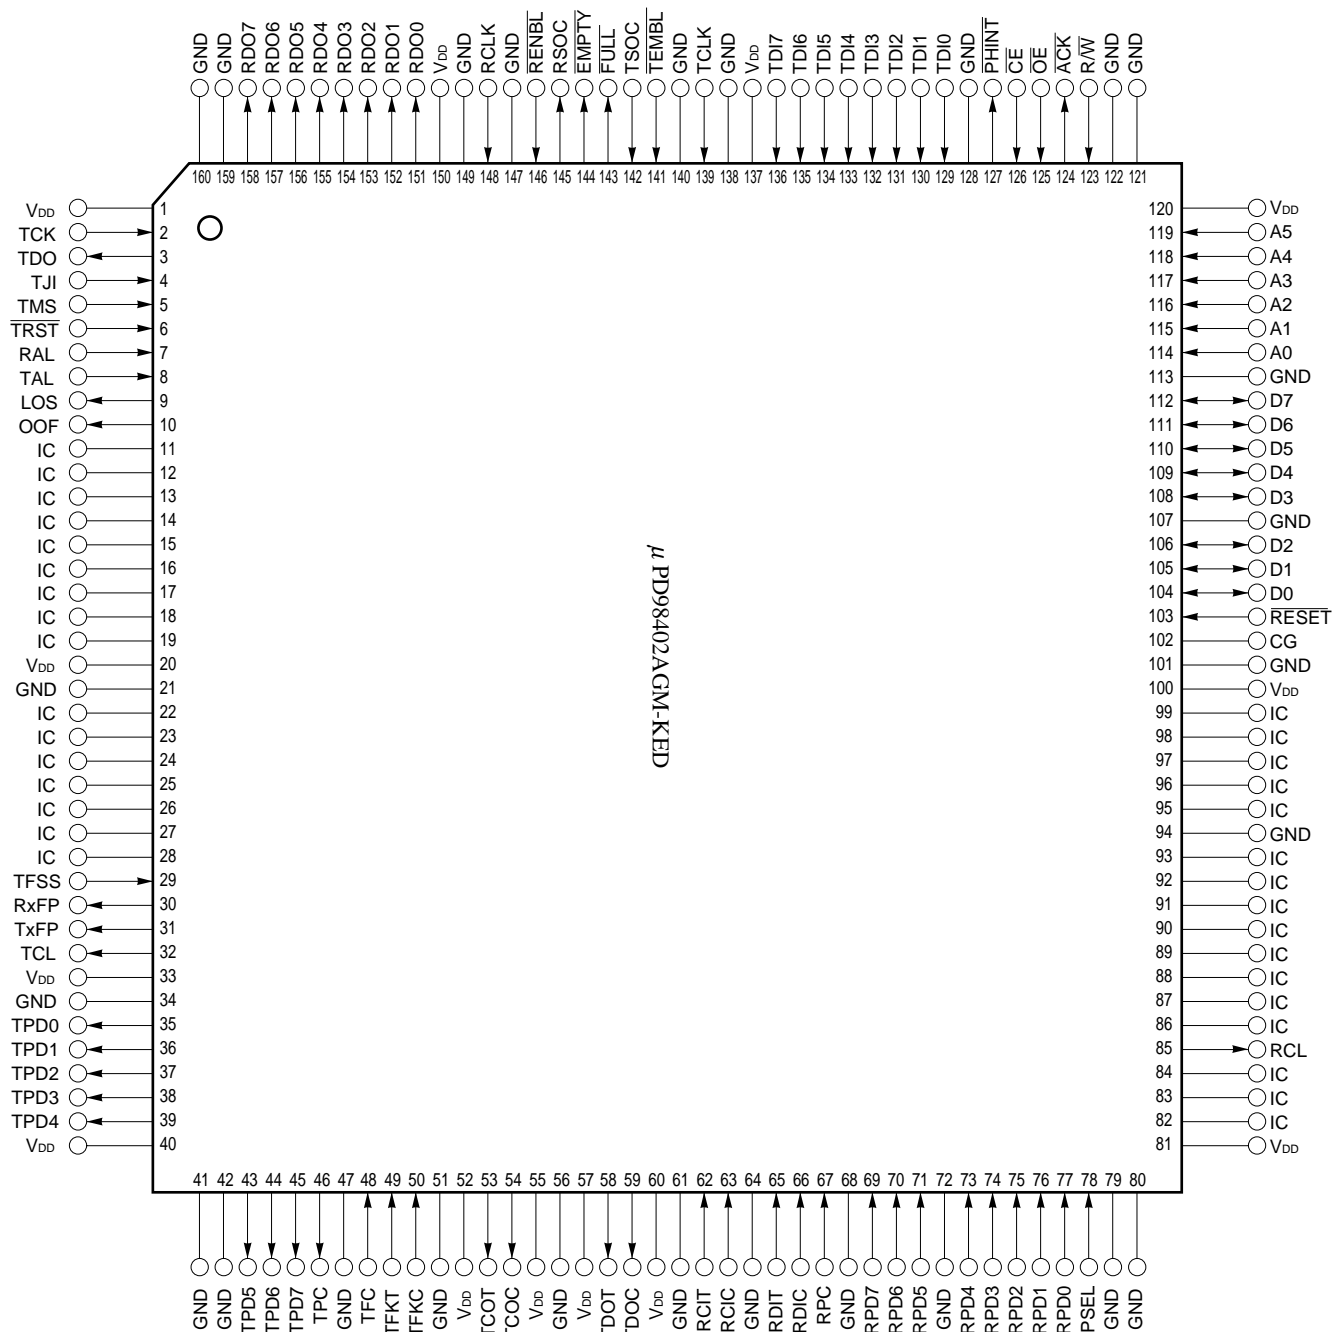 GND GND RDO7 RDO6 RDO5 RDO4 RDO3 RDO2 RDO1 RDO0 VDD GND RCLK GND RENBL RSOC EMPTY FULL TSOC TEMBL GND TCLK GND VDD TDI7 TDI6 TDI5 TDI4 TDI3 TDI2 TDI1 TDI0 GND PHINT CE OE ACK R/W GND GND
160 159 158 157 156 155 154 153 152 151 150 149 148 147 146 145 144 143 142 141 140 139 138 137 136 135 134 133 132 131 130 129 128 127 126 125 124 123 122 121
VDD 1 120 VDD
TCK 2 119 A5
TDO 3 118 A4
TJI 4 117 A3
TMS 5 116 A2
TRST 6 115 A1
RAL 7 114 A0
TAL 8 113 GND
LOS 9 112 D7
OOF 10 111 D6
IC 11 110 D5
IC 12 109 D4
IC 13 108 D3
IC 14 107 GND
IC 15 106 D2
IC 16 105 D1
IC 17 104 D0
IC 18 103 RESET
IC 19 102 CG
VDD 20 101 GND
GND 21 100 VDD
IC 22 99 IC
IC 23 98 IC
IC 24 97 IC
IC 25 96 IC
IC 26 95 IC
IC 27 94 GND
IC 28 93 IC
TFSS 29 92 IC
RxFP 30 91 IC
TxFP 31 90 IC
TCL 32 89 IC
VDD 33 88 IC
GND 34 87 IC
TPD0 35 86 IC
TPD1 36 85 RCL
TPD2 37 84 IC
TPD3 38 83 IC
TPD4 39 82 IC
VDD 40 81 VDD
μ PD98402AGM-KED
41 42 43 44 45 46 47 48 49 50 51 52 53 54 55 56 57 58 59 60 61 62 63 64 65 66 67 68 69 70 71 72 73 74 75 76 77 78 79 80
GND GND TPD5 TPD6 TPD7 TPC GND TFC TFKT TFKC GND VDD TCOT TCOC VDD GND VDD TDOT TDOC VDD GND RCIT RCIC GND RDIT RDIC RPC GND RPD7 RPD6 RPD5 GND RPD4 RPD3 RPD2 RPD1 RPD0 PSEL GND GND